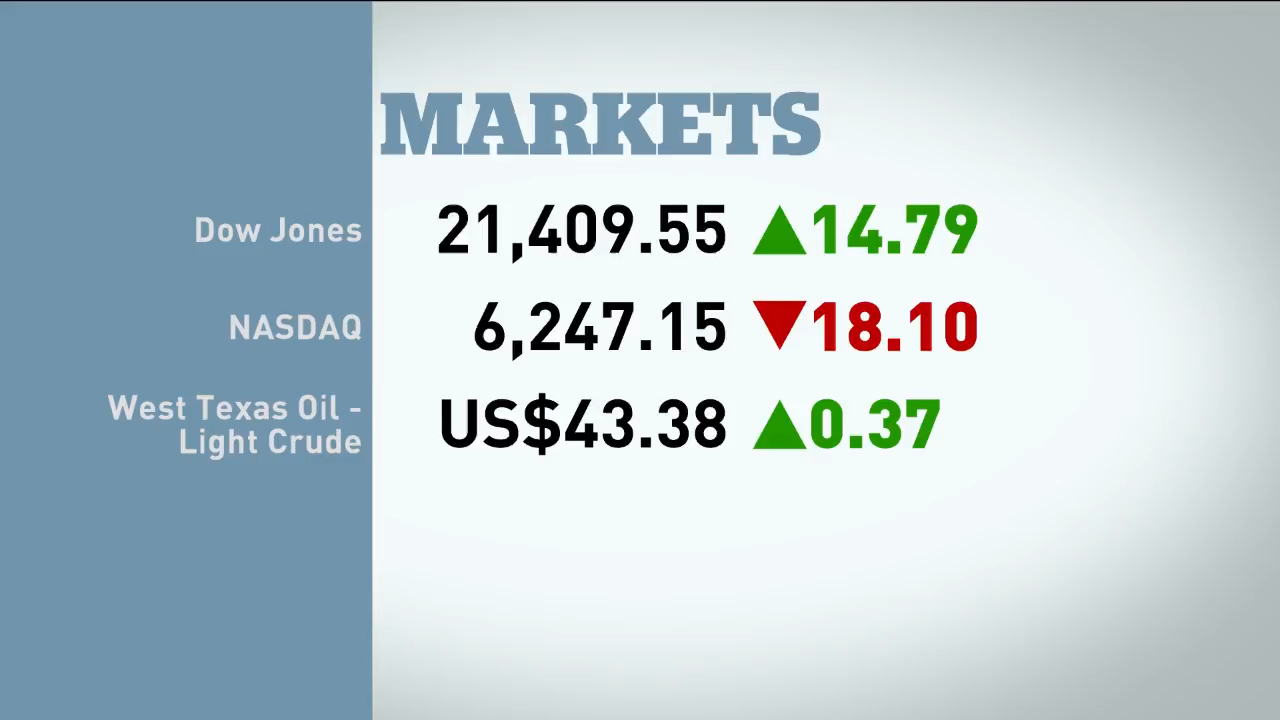 MARKETS
Dow Jones 21,409.55 ▲14.79
NASDAQ 6,247.15 ▼18.10
West Texas Oil -
Light Crude US$43.38 ▲0.37